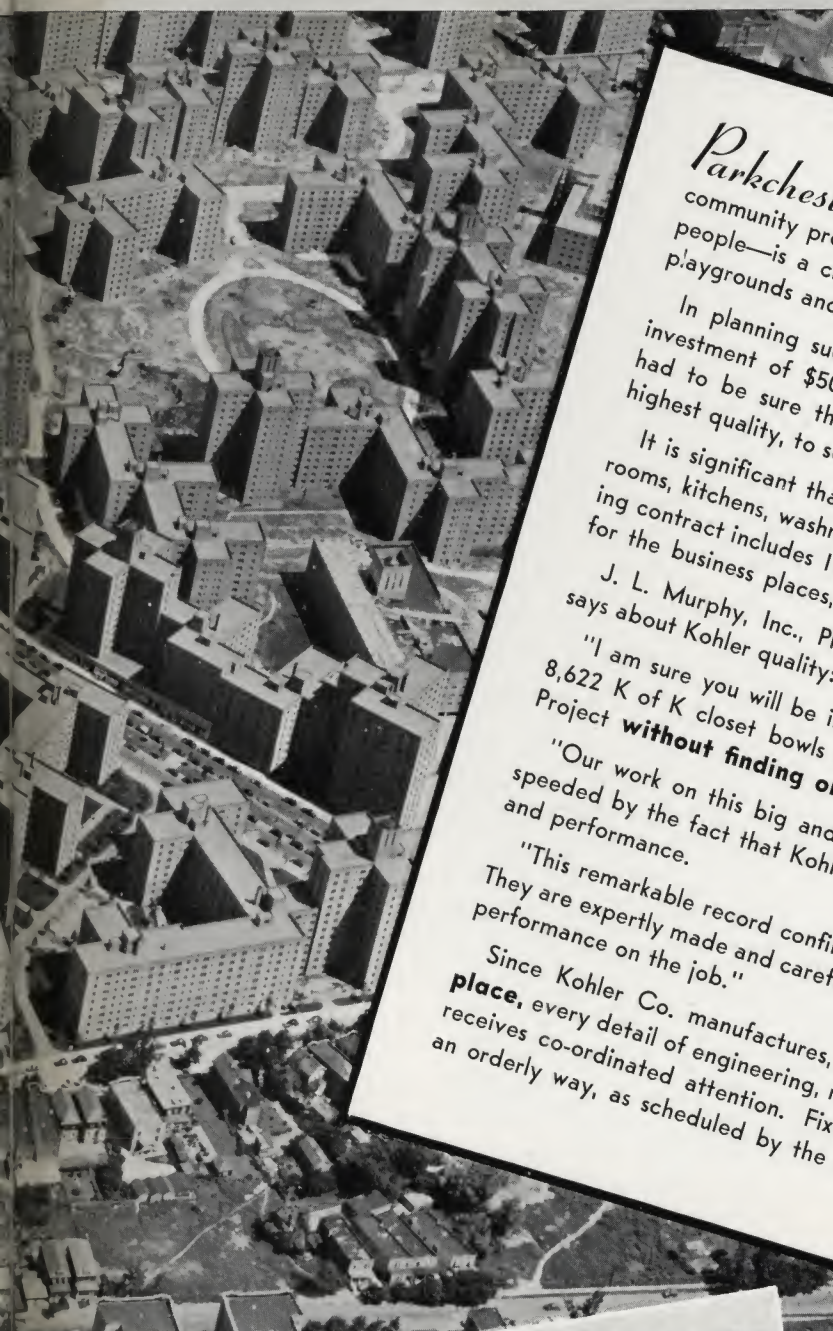 Parkches
community pr
people—is a c
playgrounds and
In planning su
investment of $50
had to be sure th
highest quality, to s
It is significant tha
rooms, kitchens, washr
ing contract includes l
for the business places,
J. L. Murphy, Inc., Pl
says about Kohler quality:
"I am sure you will be i
8,622 K of K closet bowls
Project without finding o
"Our work on this big and
speeded by the fact that Kohl
and performance.
"This remarkable record confir
They are expertly made and caref
performance on the job."
Since Kohler Co. manufactures,
place, every detail of engineering, r
receives co-ordinated attention. Fix
an orderly way, as scheduled by the